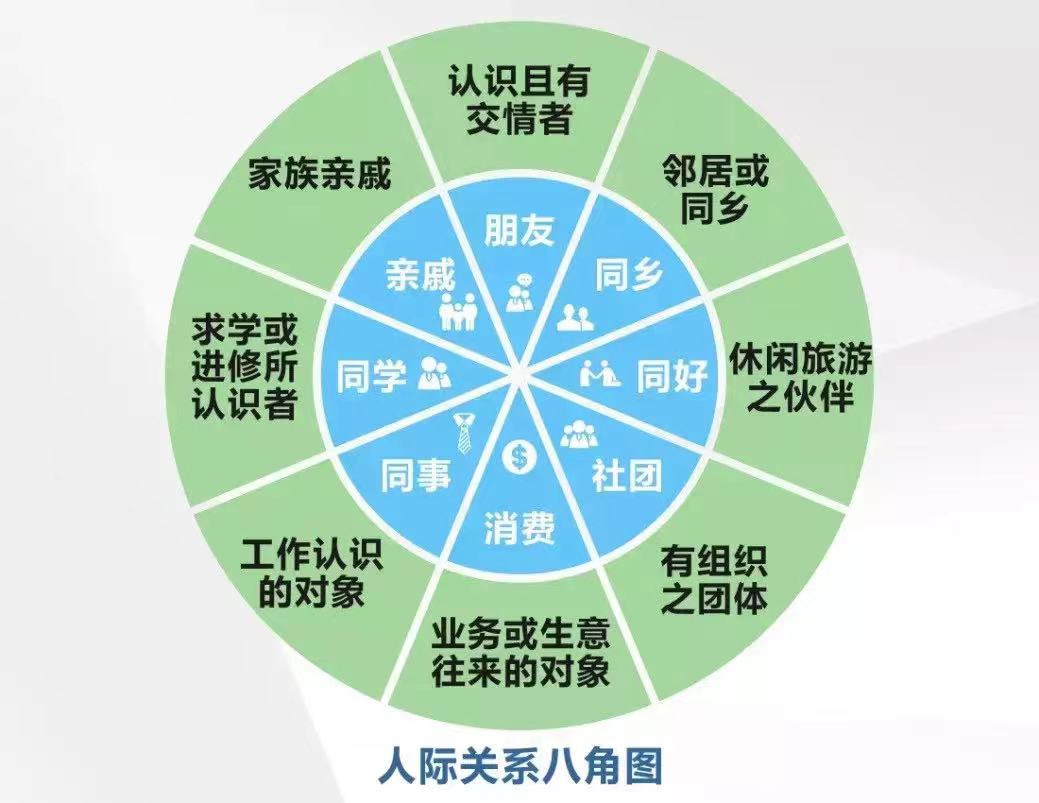 认识且有
交情者
邻居或
同乡
休闲旅游
之伙伴
有组织
之团体
业务或生意
往来的对象
工作认识
的对象
求学或
进修所
认识者
家族亲戚
朋友
同乡
同好
社团
消费
同事
同学
亲戚
$
人际关系八角图